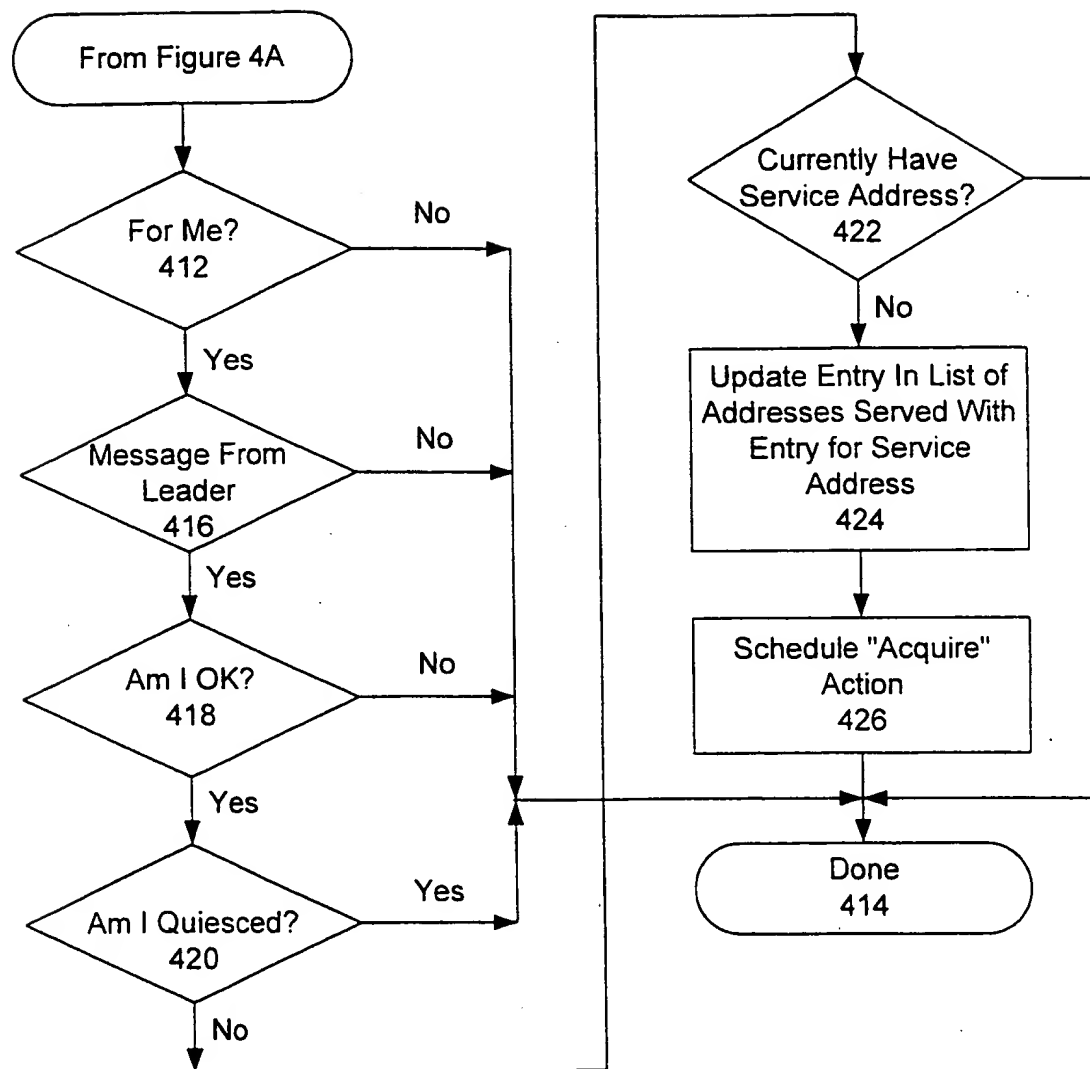 From Figure 4A
For Me?
412
No
Yes
Message From
Leader
416
No
Yes
Am I OK?
418
No
Yes
Am I Quiesced?
420
Yes
No
Currently Have
Service Address?
422
No
Update Entry In List of
Addresses Served With
Entry for Service
Address
424
Schedule "Acquire"
Action
426
Done
414